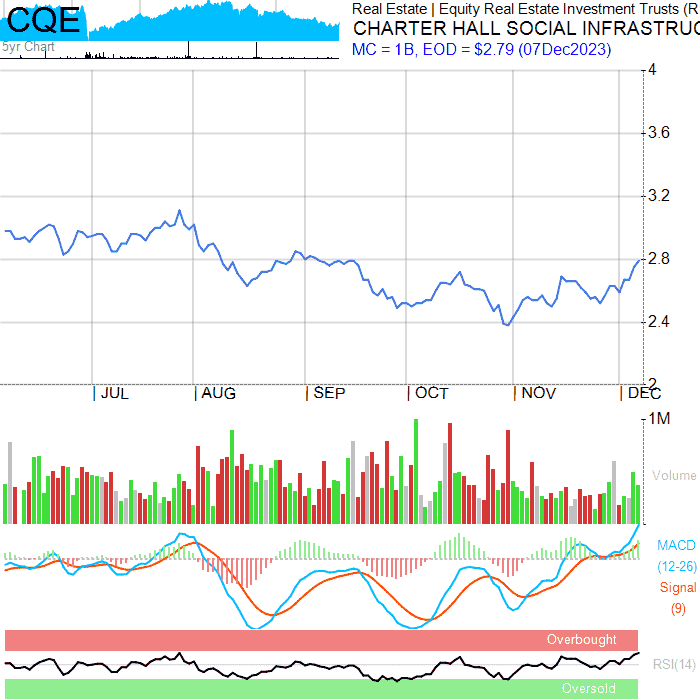 CQE
5yr Chart
Real Estate | Equity Real Estate Investment Trusts (R
CHARTER HALL SOCIAL INFRASTRUC
MC = 1B, EOD = $2.79 (07Dec2023)
4
3.6
3.2
2.8
2.4
2
JUL AUG SEP OCT NOV DEC
1M
Volume
MACD
(12-26)
Signal
(9)
Overbought
RSI(14)
Oversold